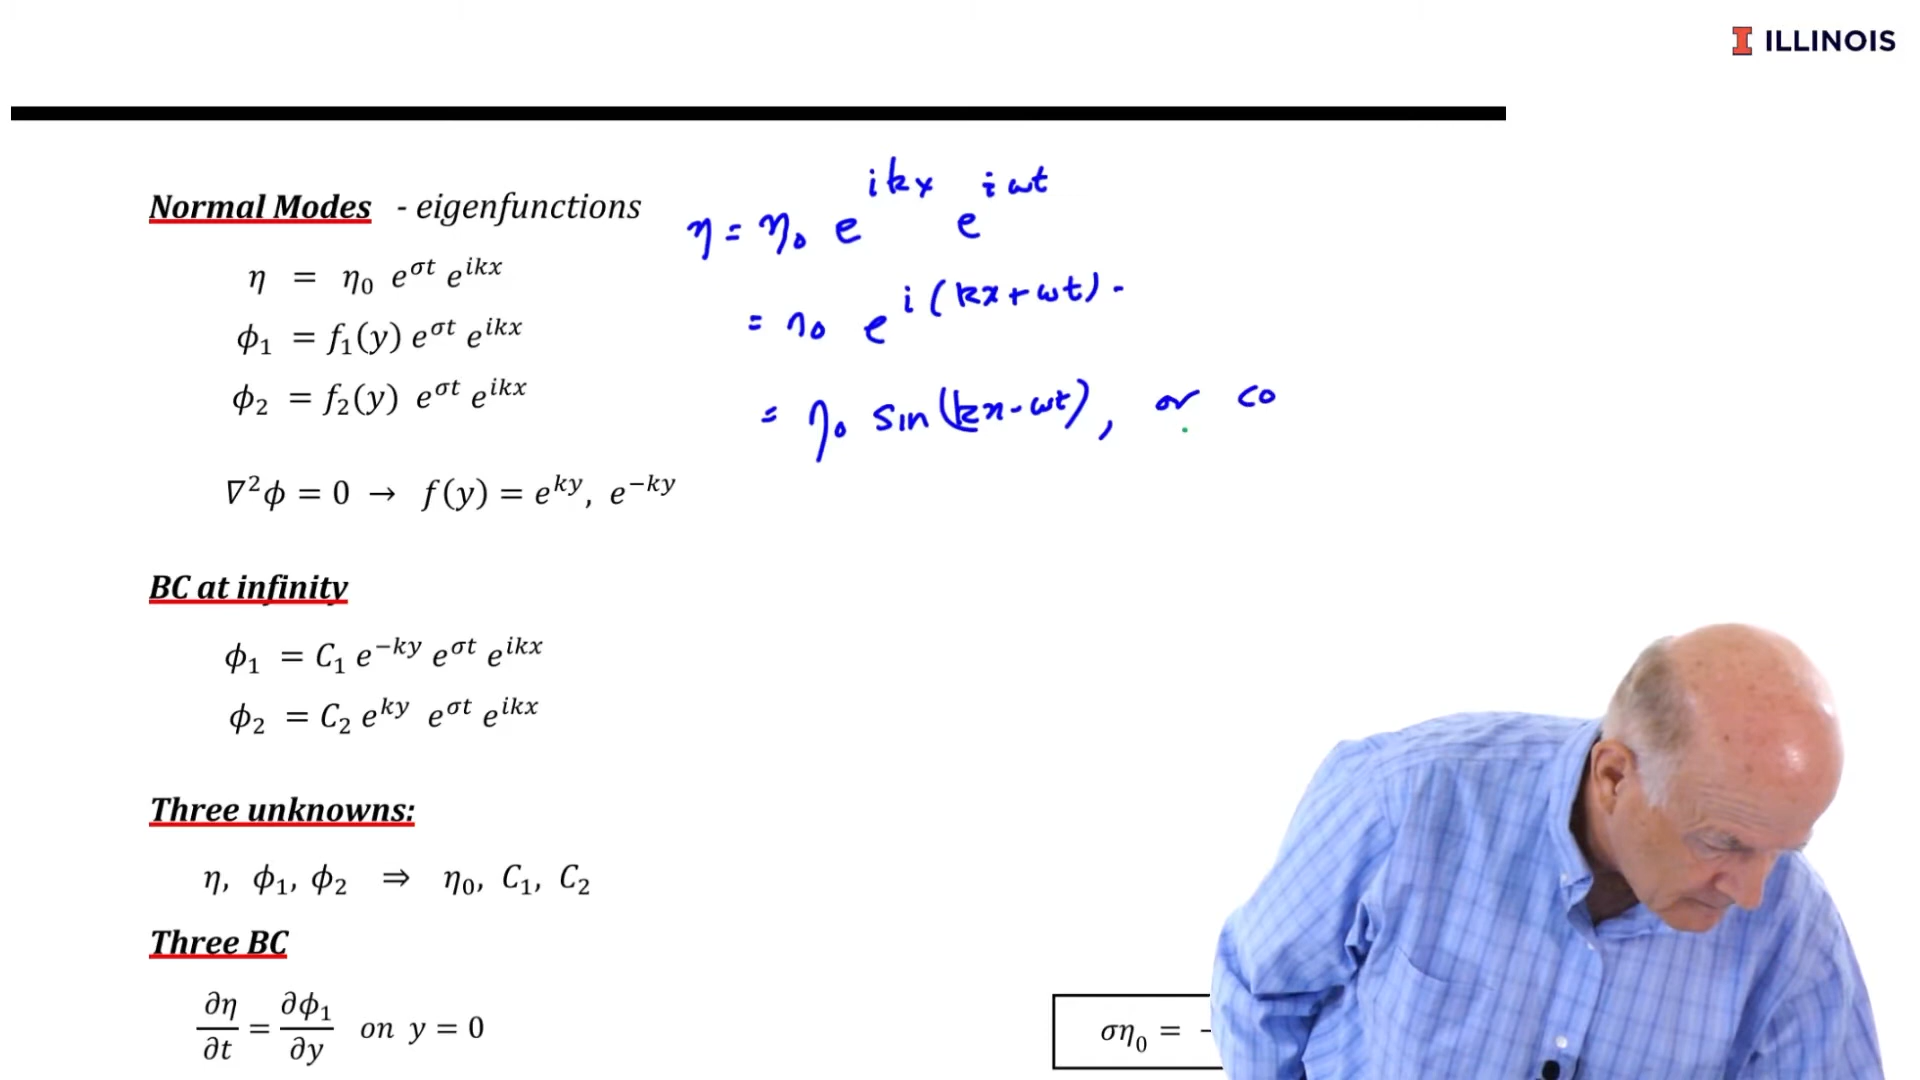 ILLINOIS
Normal Modes - eigenfunctions
η = η₀ e^{σt} e^{ikx}
ϕ₁ = f₁(y) e^{σt} e^{ikx}
ϕ₂ = f₂(y) e^{σt} e^{ikx}
∇²ϕ = 0 → f(y) = e^{ky}, e^{−ky}
η = η₀ e^{ikx} e^{iωt}
= η₀ e^{i(kx+ωt)} -
= η₀ sin(kx-ωt), or co
BC at infinity
ϕ₁ = C₁ e^{−ky} e^{σt} e^{ikx}
ϕ₂ = C₂ e^{ky} e^{σt} e^{ikx}
Three unknowns:
η, ϕ₁, ϕ₂ ⇒ η₀, C₁, C₂
Three BC
∂η/∂t = ∂ϕ₁/∂y on y = 0
ση₀ = −